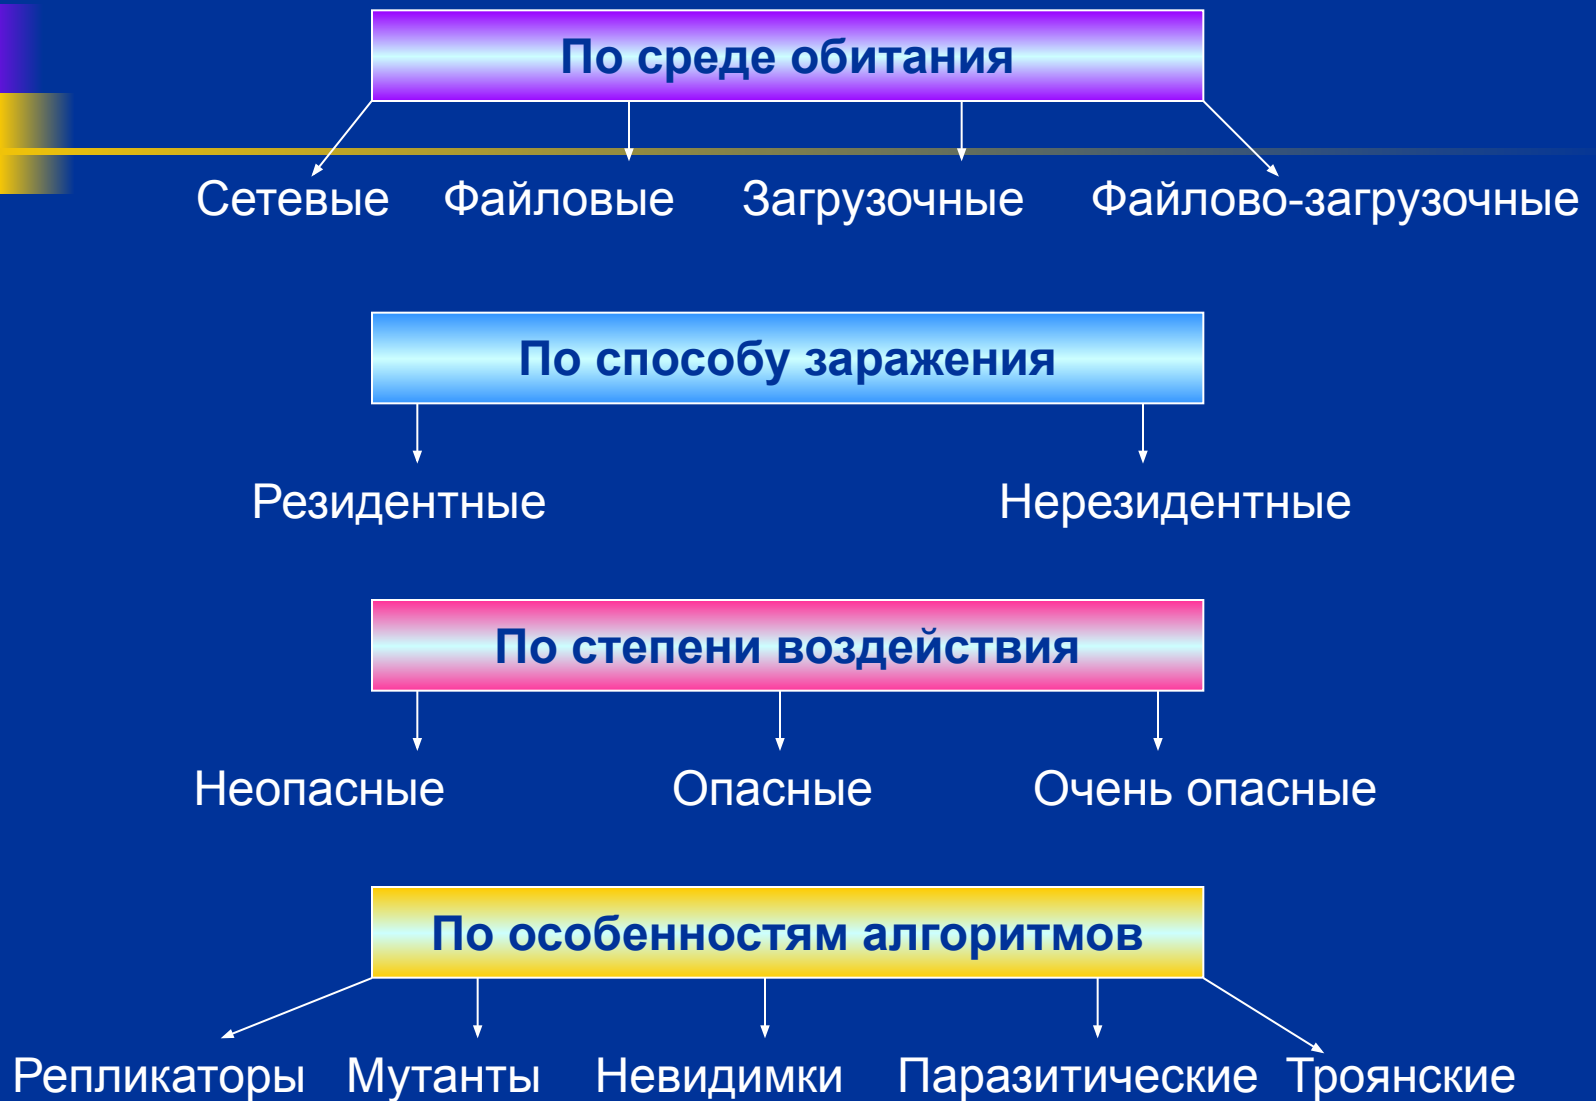 По среде обитания
Сетевые Файловые Загрузочные Файлово-загрузочные
По способу заражения
Резидентные Нерезидентные
По степени воздействия
Неопасные Опасные Очень опасные
По особенностям алгоритмов
Репликаторы Мутанты Невидимки Паразитические Троянские